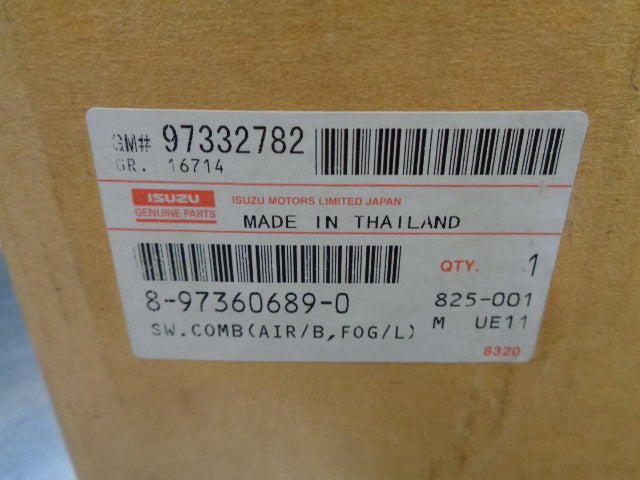 GM# 97332782
GR. 16714
ISUZU
GENUINE PARTS
ISUZU MOTORS LIMITED JAPAN
MADE IN THAILAND
QTY. 1
8-97360689-0
825-001
SW.COMB(AIR/B,FOG/L)
M UE11
8320